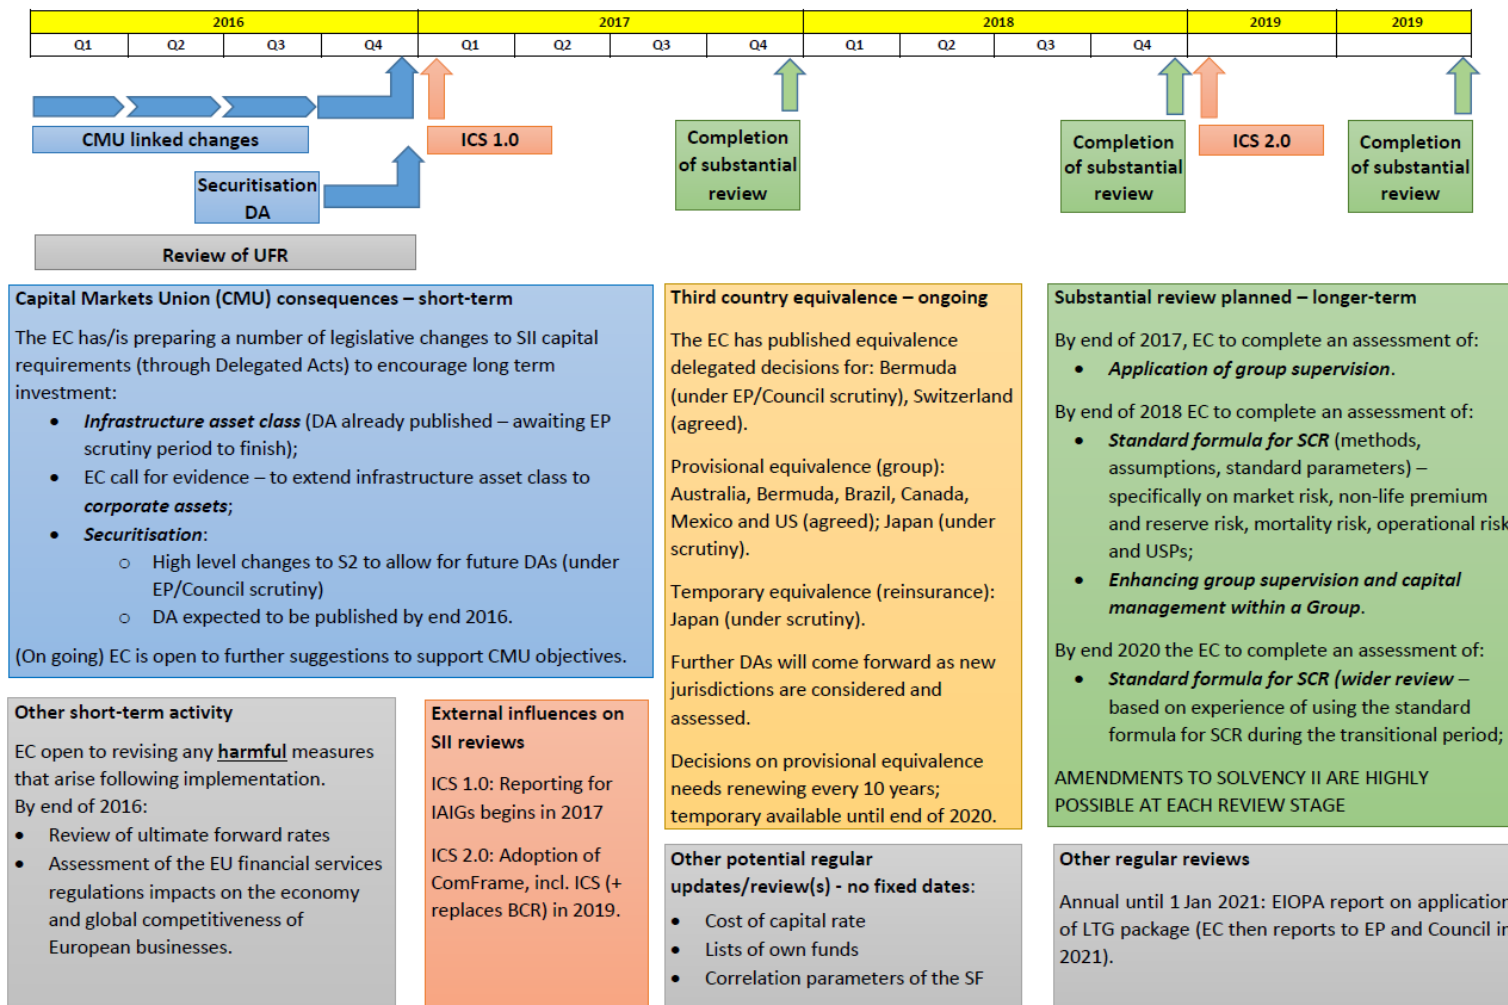 2016 2017 2018 2019 2019
Q1 Q2 Q3 Q4 Q1 Q2 Q3 Q4 Q1 Q2 Q3 Q4
CMU linked changes
Securitisation
DA
Review of UFR
ICS 1.0
Completion
of substantial
review
Completion
of substantial
review
ICS 2.0
Completion
of substantial
review
Capital Markets Union (CMU) consequences – short-term
The EC has/is preparing a number of legislative changes to SII capital
requirements (through Delegated Acts) to encourage long term
investment:
• Infrastructure asset class (DA already published – awaiting EP
scrutiny period to finish);
• EC call for evidence – to extend infrastructure asset class to
corporate assets;
• Securitisation:
o High level changes to S2 to allow for future DAs (under
EP/Council scrutiny)
o DA expected to be published by end 2016.
(On going) EC is open to further suggestions to support CMU objectives.
Third country equivalence – ongoing
The EC has published equivalence
delegated decisions for: Bermuda
(under EP/Council scrutiny), Switzerland
(agreed).
Provisional equivalence (group):
Australia, Bermuda, Brazil, Canada,
Mexico and US (agreed); Japan (under
scrutiny).
Temporary equivalence (reinsurance):
Japan (under scrutiny).
Further DAs will come forward as new
jurisdictions are considered and
assessed.
Decisions on provisional equivalence
needs renewing every 10 years;
temporary available until end of 2020.
Substantial review planned – longer-term
By end of 2017, EC to complete an assessment of:
• Application of group supervision.
By end of 2018 EC to complete an assessment of:
• Standard formula for SCR (methods,
assumptions, standard parameters) –
specifically on market risk, non-life premium
and reserve risk, mortality risk, operational risk
and USPs;
• Enhancing group supervision and capital
management within a Group.
By end 2020 the EC to complete an assessment of:
• Standard formula for SCR (wider review –
based on experience of using the standard
formula for SCR during the transitional period;
AMENDMENTS TO SOLVENCY II ARE HIGHLY
POSSIBLE AT EACH REVIEW STAGE
Other short-term activity
EC open to revising any harmful measures
that arise following implementation.
By end of 2016:
• Review of ultimate forward rates
• Assessment of the EU financial services
regulations impacts on the economy
and global competitiveness of
European businesses.
External influences on
SII reviews
ICS 1.0: Reporting for
IAIGs begins in 2017
ICS 2.0: Adoption of
ComFrame, incl. ICS (+
replaces BCR) in 2019.
Other potential regular
updates/review(s) - no fixed dates:
• Cost of capital rate
• Lists of own funds
• Correlation parameters of the SF
Other regular reviews
Annual until 1 Jan 2021: EIOPA report on application
of LTG package (EC then reports to EP and Council in
2021).